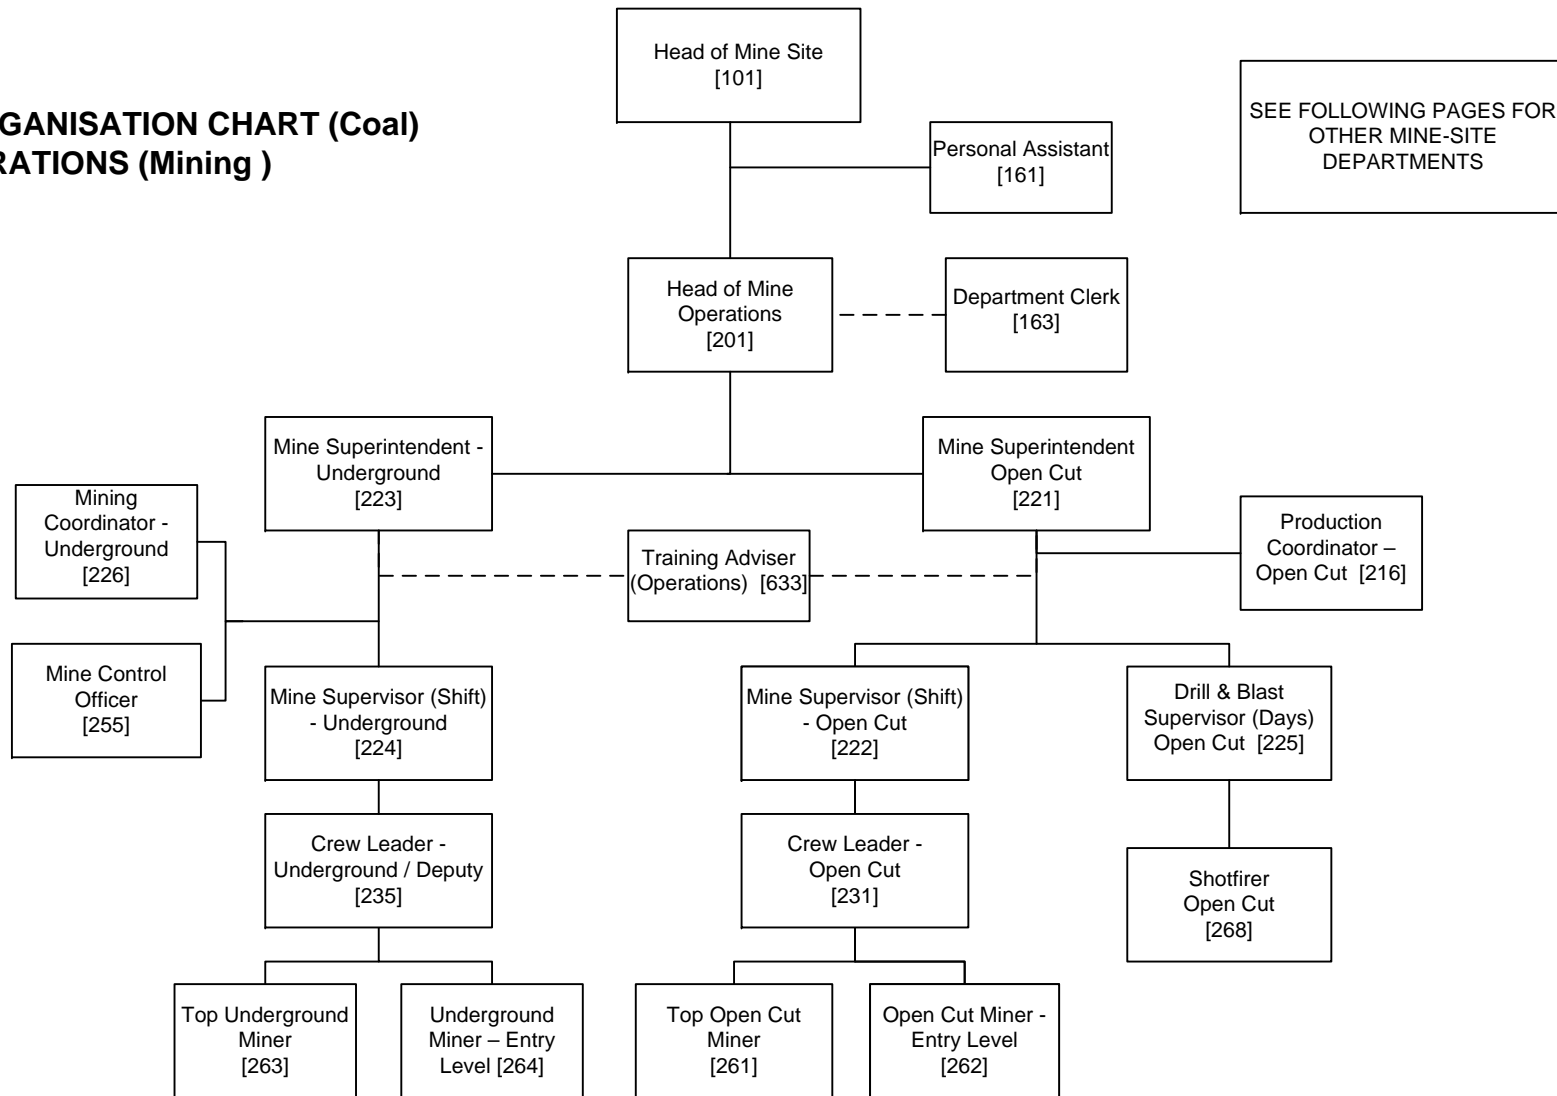 Head of Mine Site
[101]
GANISATION CHART (Coal)
RATIONS (Mining )
SEE FOLLOWING PAGES FOR
OTHER MINE-SITE
DEPARTMENTS
Personal Assistant
[161]
Head of Mine
Operations
[201]
Department Clerk
[163]
Mine Superintendent -
Underground
[223]
Mine Superintendent
Open Cut
[221]
Mining
Coordinator -
Underground
[226]
Training Adviser
(Operations) [633]
Production
Coordinator –
Open Cut [216]
Mine Control
Officer
[255]
Mine Supervisor (Shift)
- Underground
[224]
Mine Supervisor (Shift)
- Open Cut
[222]
Drill & Blast
Supervisor (Days)
Open Cut [225]
Crew Leader -
Underground / Deputy
[235]
Crew Leader -
Open Cut
[231]
Shotfirer
Open Cut
[268]
Top Underground
Miner
[263]
Underground
Miner – Entry
Level [264]
Top Open Cut
Miner
[261]
Open Cut Miner -
Entry Level
[262]